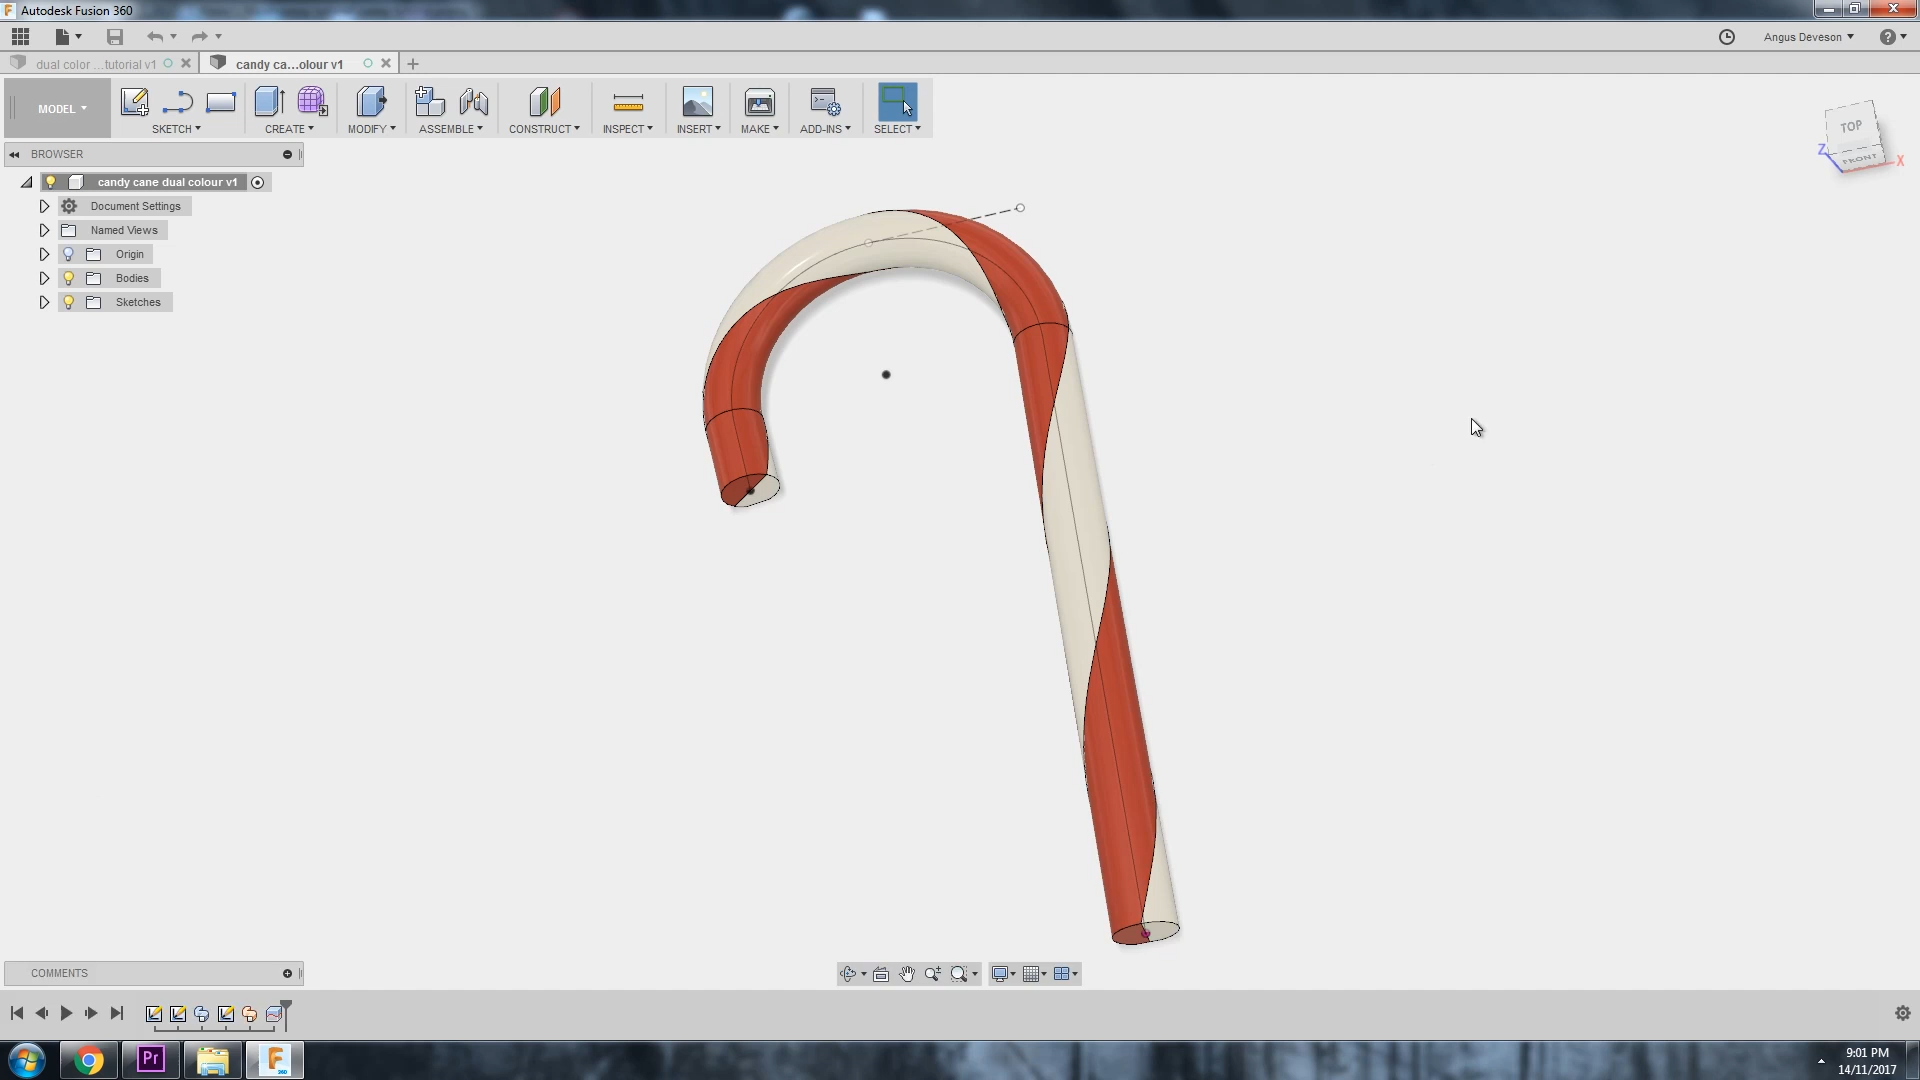 Autodesk Fusion 360
Angus Deveson
dual color ...tutorial v1
candy ca...olour v1
MODEL
SKETCH
CREATE
MODIFY
ASSEMBLE
CONSTRUCT
INSPECT
INSERT
MAKE
ADD-INS
SELECT
TOP
FRONT
Z
X
BROWSER
candy cane dual colour v1
Document Settings
Named Views
Origin
Bodies
Sketches
COMMENTS
Pr
F
360
9:01 PM
14/11/2017